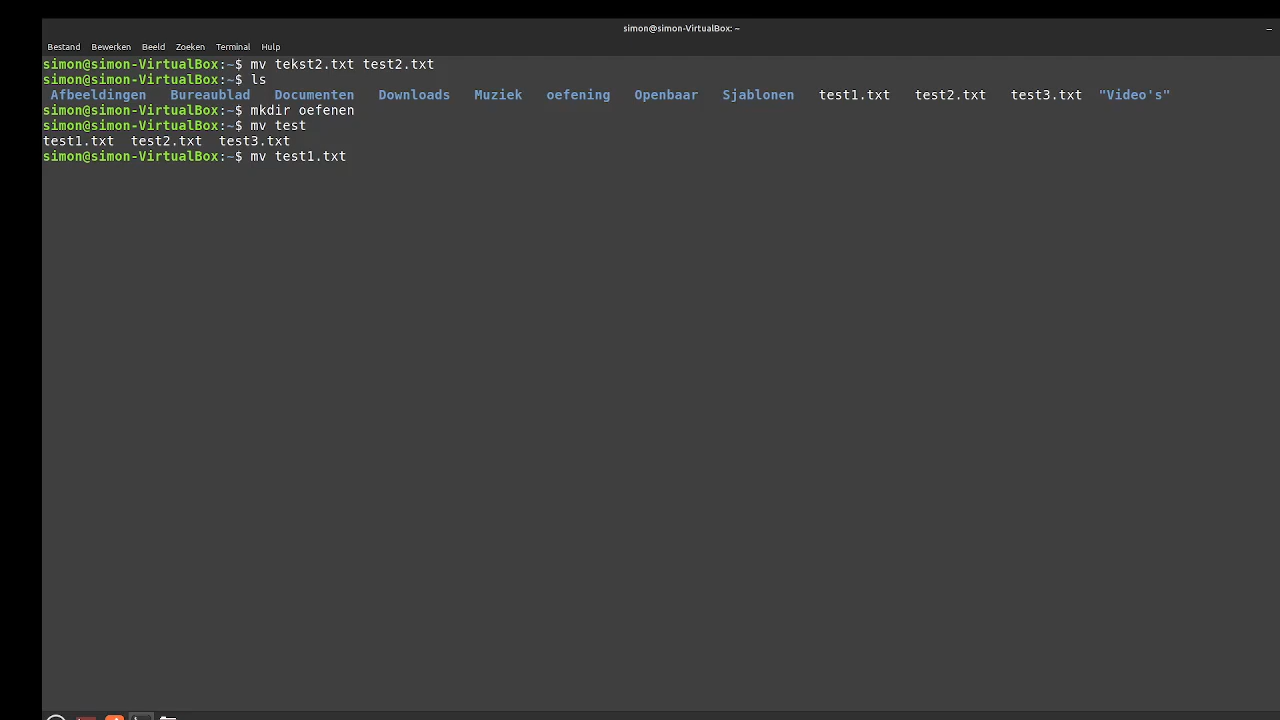 simon@simon-VirtualBox: ~
Bestand Bewerken Beeld Zoeken Terminal Hulp
simon@simon-VirtualBox:~$ mv tekst2.txt test2.txt
simon@simon-VirtualBox:~$ ls
Afbeeldingen Bureaublad Documenten Downloads Muziek oefening Openbaar Sjablonen test1.txt test2.txt test3.txt "Video's"
simon@simon-VirtualBox:~$ mkdir oefenen
simon@simon-VirtualBox:~$ mv test
test1.txt test2.txt test3.txt
simon@simon-VirtualBox:~$ mv test1.txt